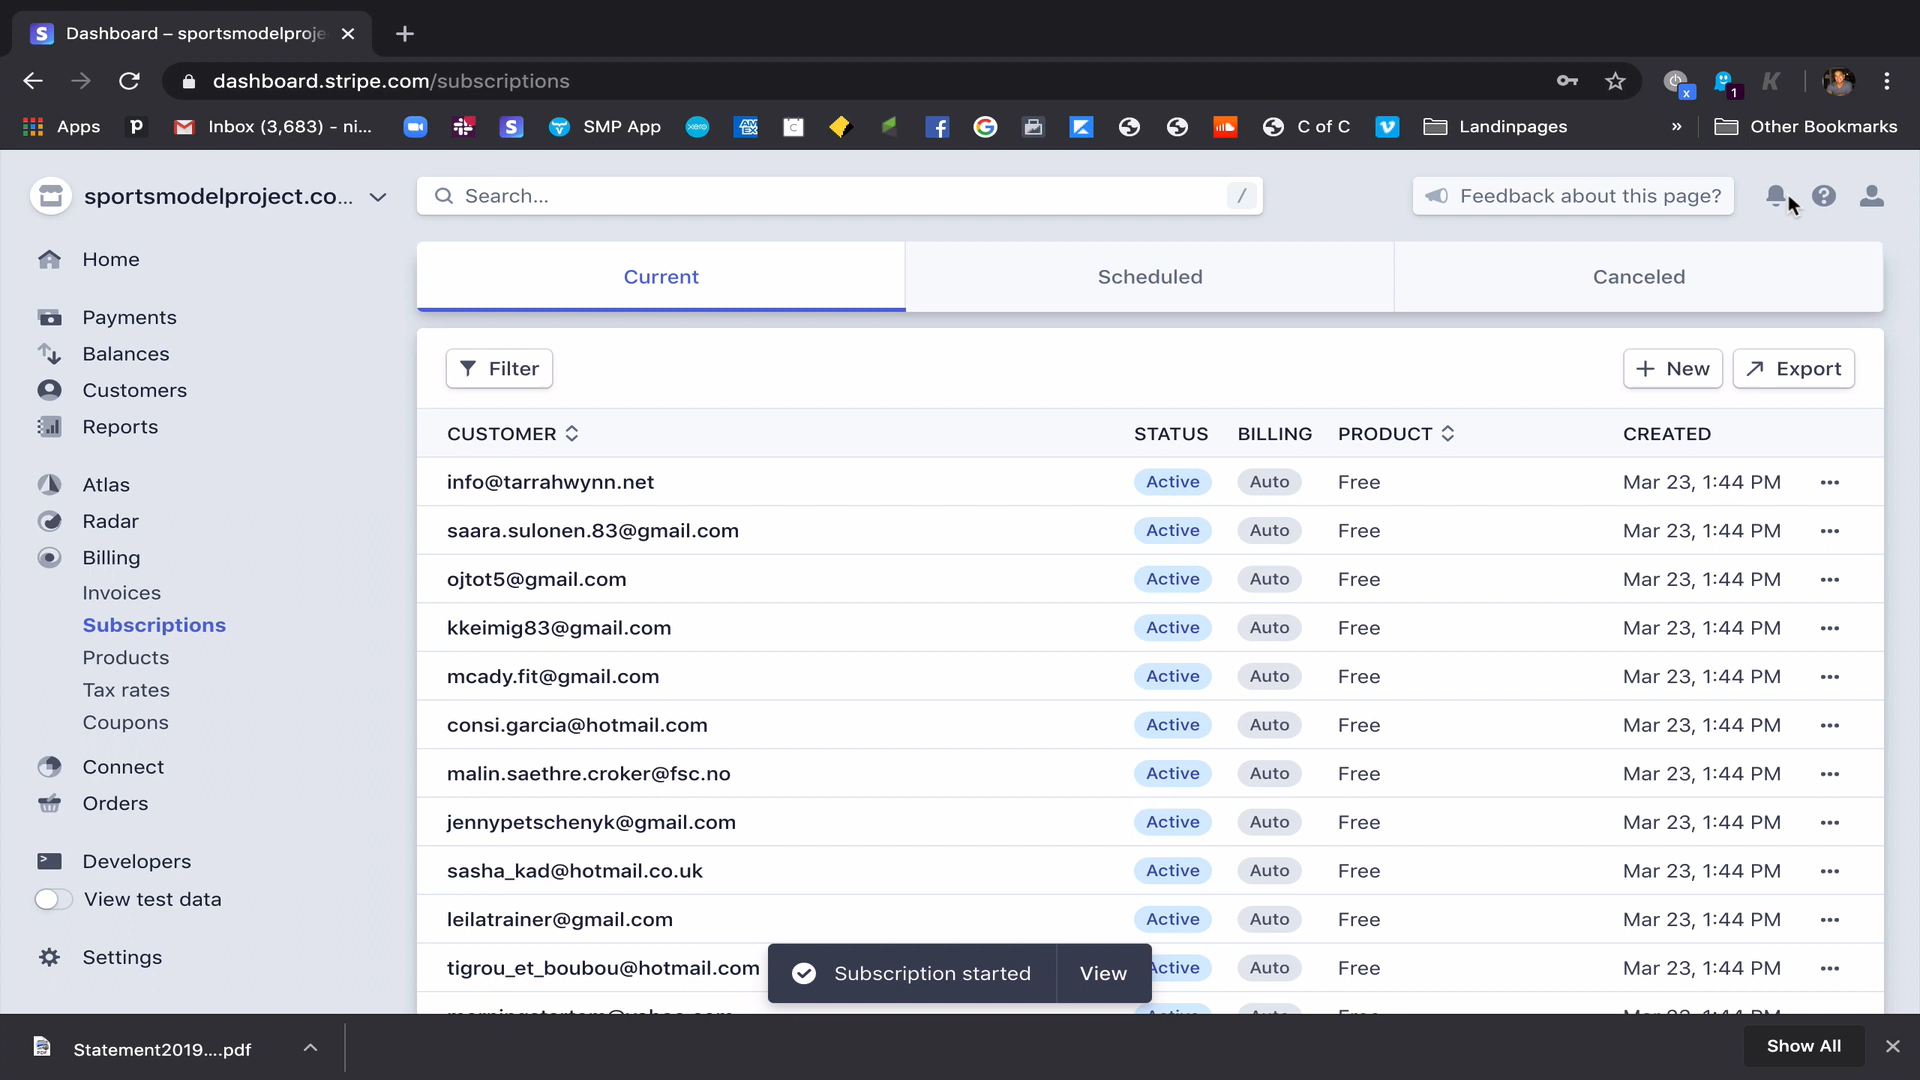 Dashboard – sportsmodelproje
dashboard.stripe.com/subscriptions
x
1
Apps
Inbox (3,683) - ni...
SMP App
C of C
Landinpages
»
Other Bookmarks
sportsmodelproject.co...
Search...
/
Feedback about this page?
Home
Payments
Balances
Customers
Reports
Atlas
Radar
Billing
Invoices
Subscriptions
Products
Tax rates
Coupons
Connect
Orders
Developers
View test data
Settings
Current
Scheduled
Canceled
Filter
New
Export
CUSTOMER STATUS BILLING PRODUCT CREATED
info@tarrahwynn.net Active Auto Free Mar 23, 1:44 PM
saara.sulonen.83@gmail.com Active Auto Free Mar 23, 1:44 PM
ojtot5@gmail.com Active Auto Free Mar 23, 1:44 PM
kkeimig83@gmail.com Active Auto Free Mar 23, 1:44 PM
mcady.fit@gmail.com Active Auto Free Mar 23, 1:44 PM
consi.garcia@hotmail.com Active Auto Free Mar 23, 1:44 PM
malin.saethre.croker@fsc.no Active Auto Free Mar 23, 1:44 PM
jennypetschenyk@gmail.com Active Auto Free Mar 23, 1:44 PM
sasha_kad@hotmail.co.uk Active Auto Free Mar 23, 1:44 PM
leilatrainer@gmail.com Active Auto Free Mar 23, 1:44 PM
tigrou_et_boubou@hotmail.com Active Auto Free Mar 23, 1:44 PM
Subscription started View
Statement2019....pdf
Show All